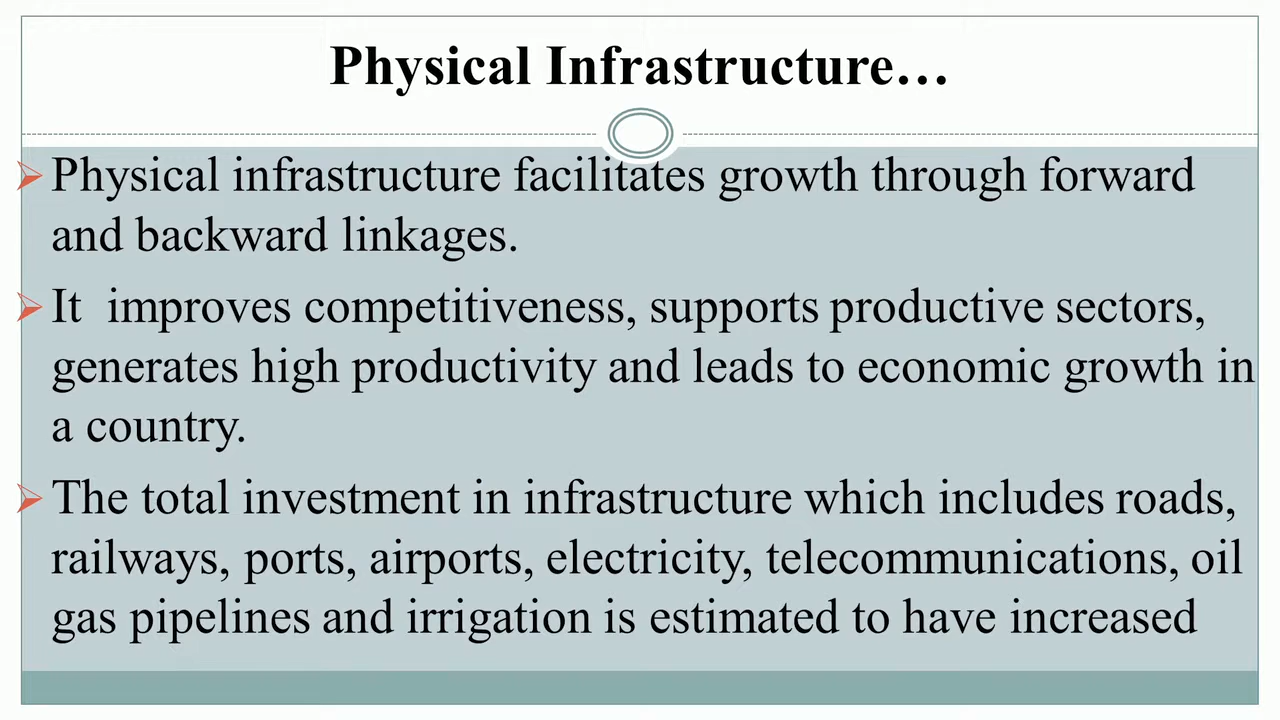 Physical Infrastructure…
Physical infrastructure facilitates growth through forward
and backward linkages.
It  improves competitiveness, supports productive sectors,
generates high productivity and leads to economic growth in
a country.
The total investment in infrastructure which includes roads,
railways, ports, airports, electricity, telecommunications, oil
gas pipelines and irrigation is estimated to have increased